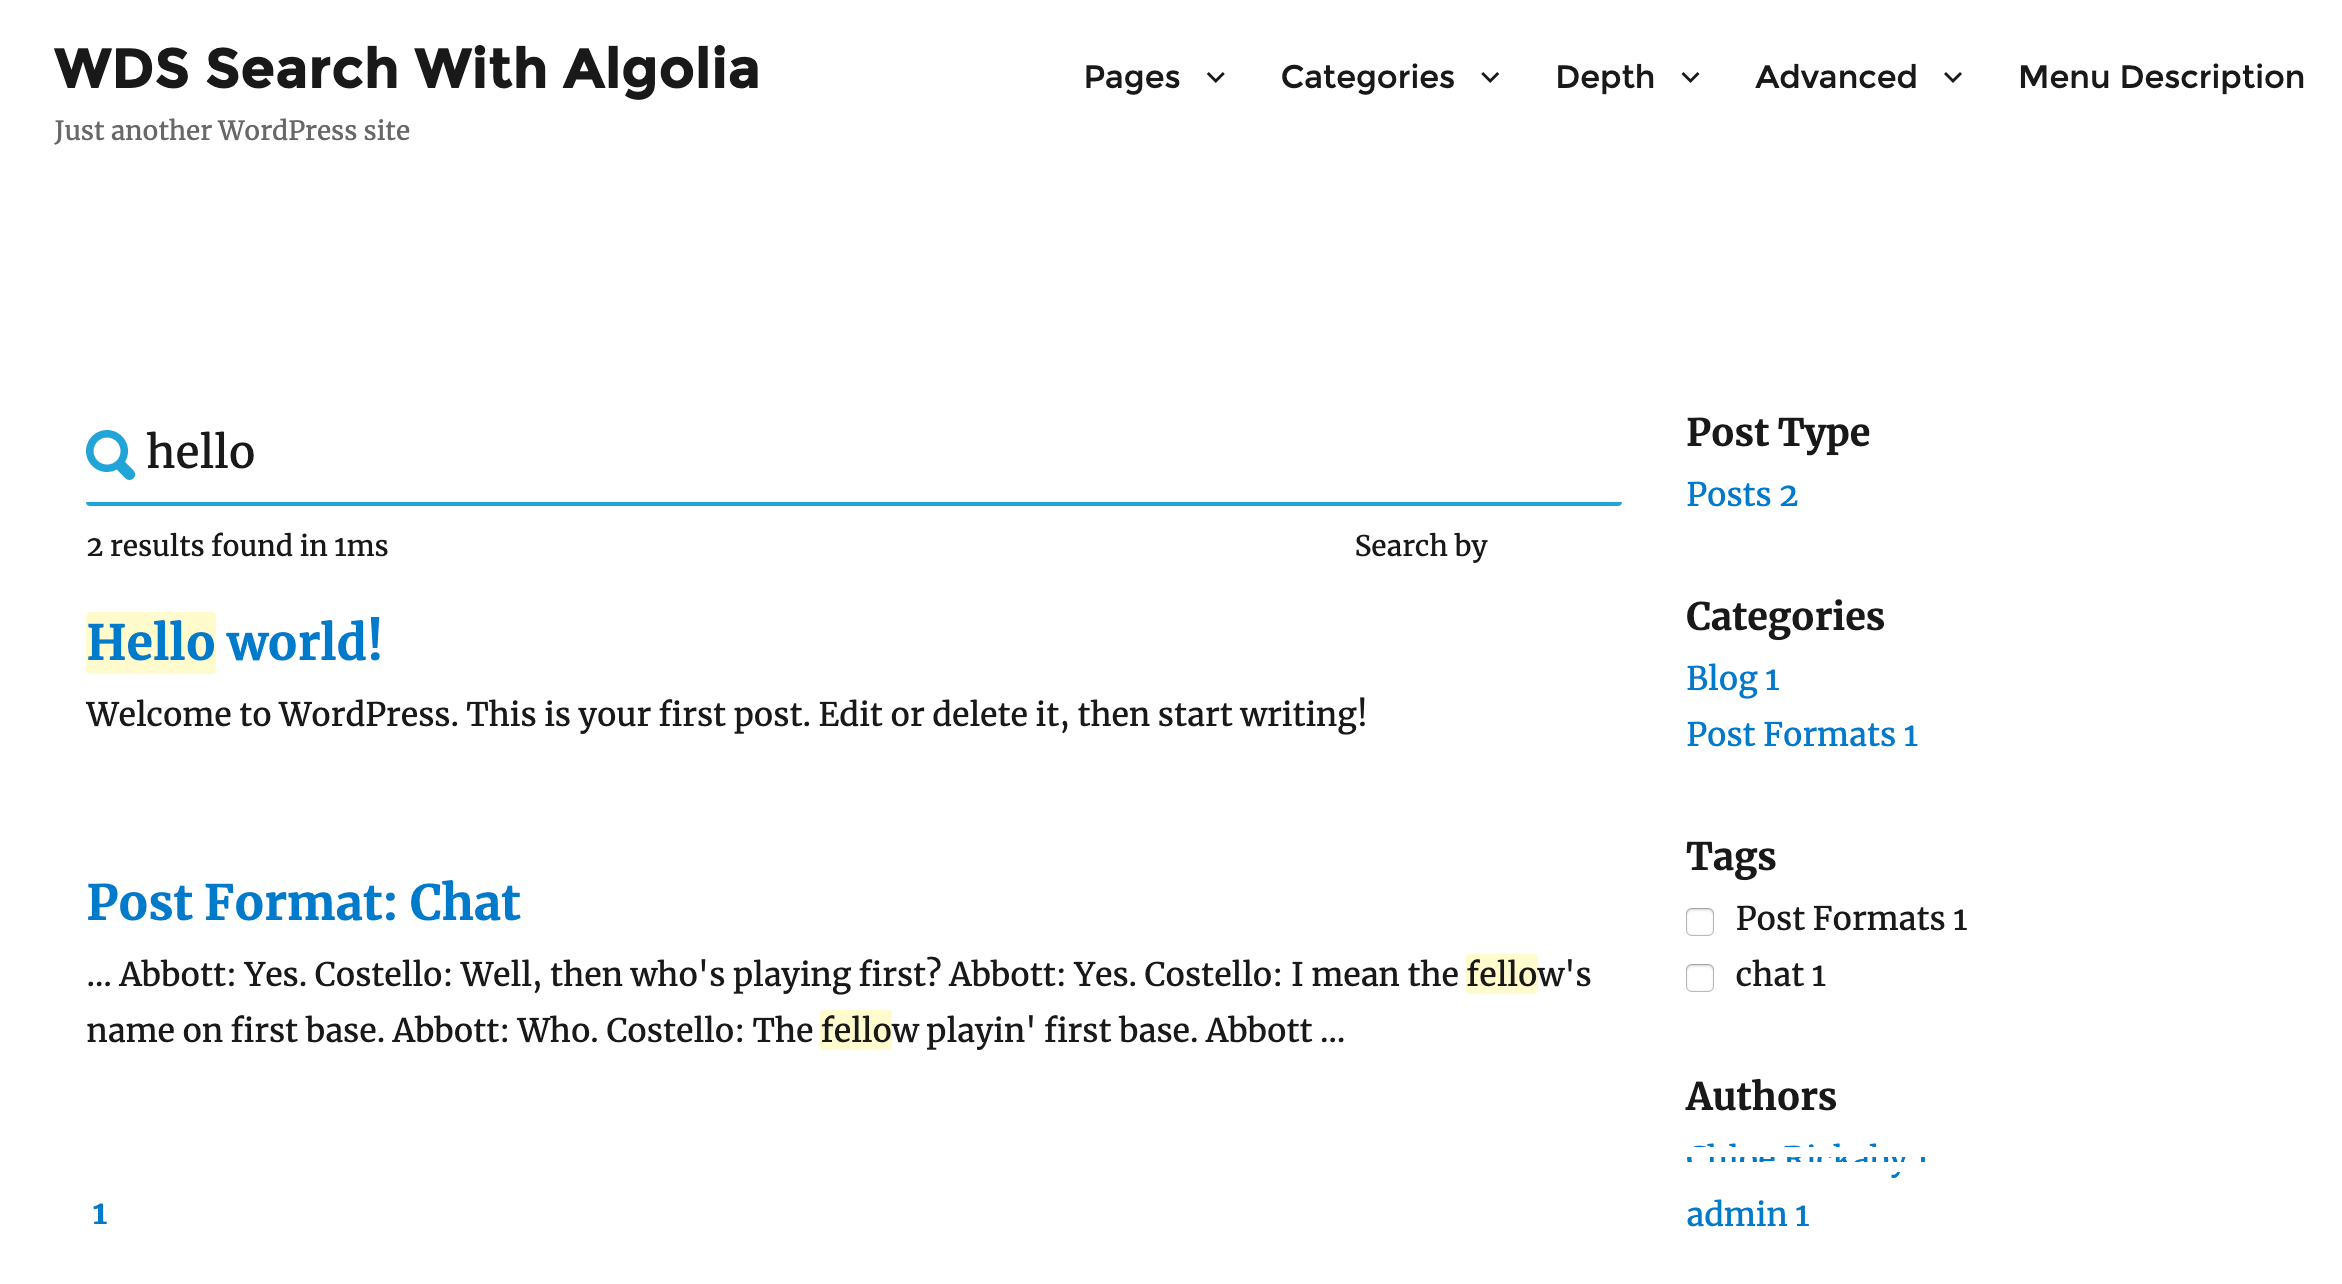 WDS Search With Algolia
Just another WordPress site
Pages Categories Depth Advanced Menu Description
hello
2 results found in 1ms
Search by
Hello world!
Welcome to WordPress. This is your first post. Edit or delete it, then start writing!
Post Format: Chat
... Abbott: Yes. Costello: Well, then who's playing first? Abbott: Yes. Costello: I mean the fellow's
name on first base. Abbott: Who. Costello: The fellow playin' first base. Abbott ...
1
Post Type
Posts 2
Categories
Blog 1
Post Formats 1
Tags
Post Formats 1
chat 1
Authors
admin 1